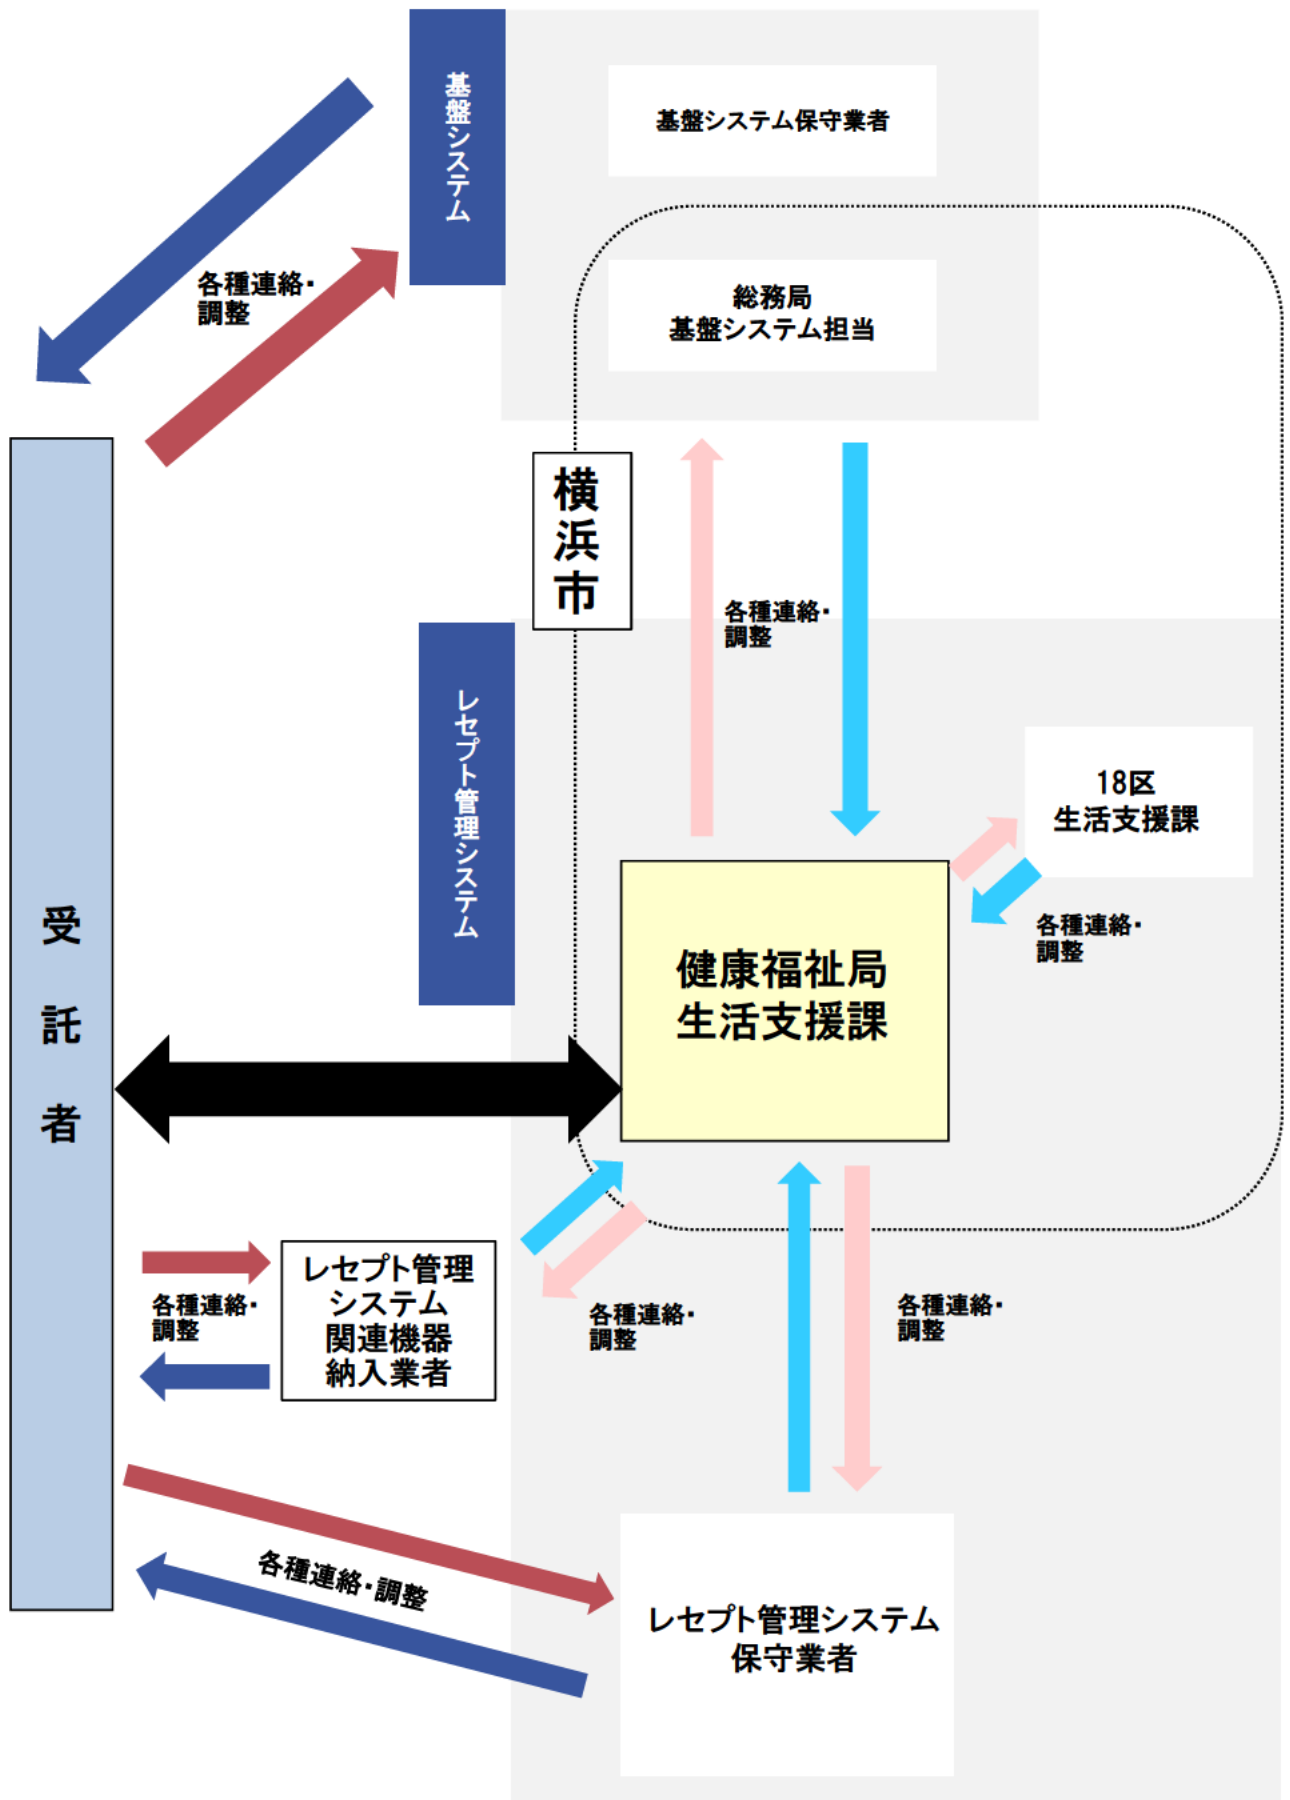 基盤システム
基盤システム保守業者
各種連絡・
調整
総務局
基盤システム担当
横浜市
各種連絡・
調整
レセプト管理システム
18区
生活支援課
各種連絡・
調整
受託者
健康福祉局
生活支援課
レセプト管理
システム
関連機器
納入業者
各種連絡・
調整
各種連絡・
調整
各種連絡・
調整
各種連絡・調整
レセプト管理システム
保守業者